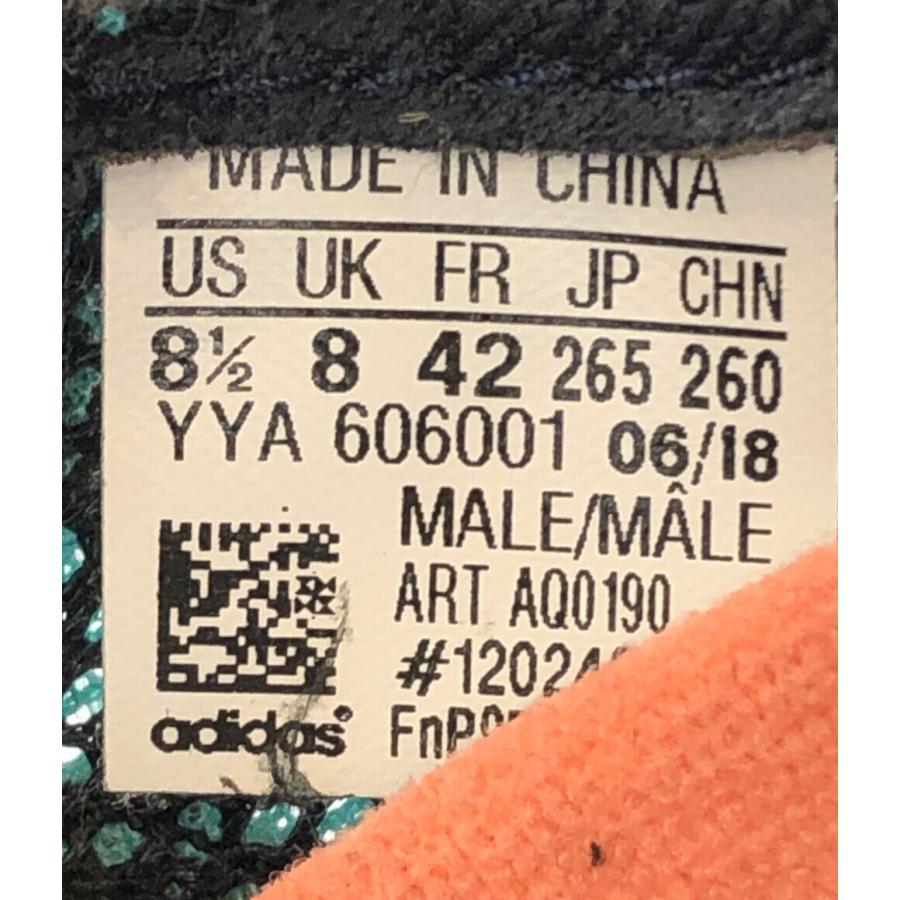 MADE IN CHINA
US UK FR JP CHN
8½ 8 42 265 260
YYA 606001 06/18
MALE/MÂLE
ART AQ0190
adidas®